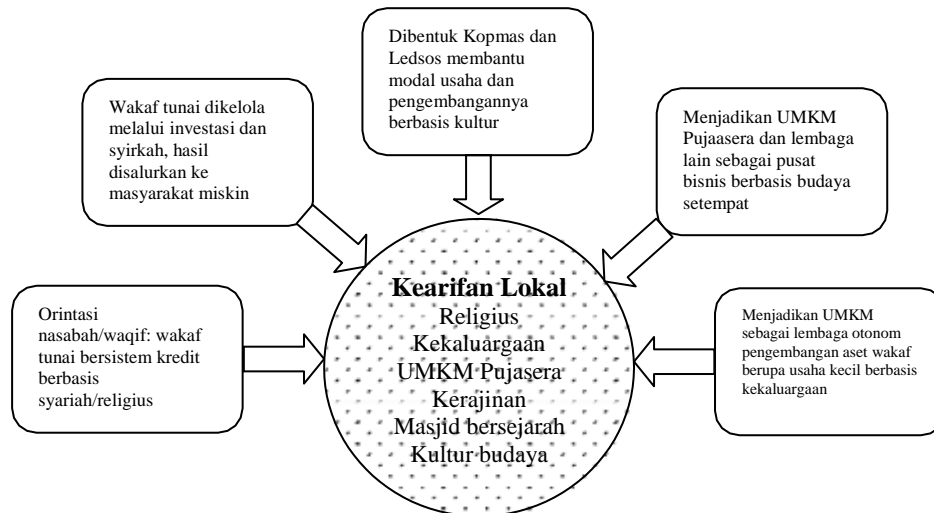 Dibentuk Kopmas dan
Ledsos membantu
modal usaha dan
pengembangannya
berbasis kultur
Wakaf tunai dikelola
melalui investasi dan
syirkah, hasil
disalurkan ke
masyarakat miskin
Menjadikan UMKM
Pujaasera dan lembaga
lain sebagai pusat
bisnis berbasis budaya
setempat
Orintasi
nasabah/waqif: wakaf
tunai bersistem kredit
berbasis
syariah/religius
Kearifan Lokal
Religius
Kekaluargaan
UMKM Pujasera
Kerajinan
Masjid bersejarah
Kultur budaya
Menjadikan UMKM
sebagai lembaga otonom
pengembangan aset wakaf
berupa usaha kecil berbasis
kekaluargaan